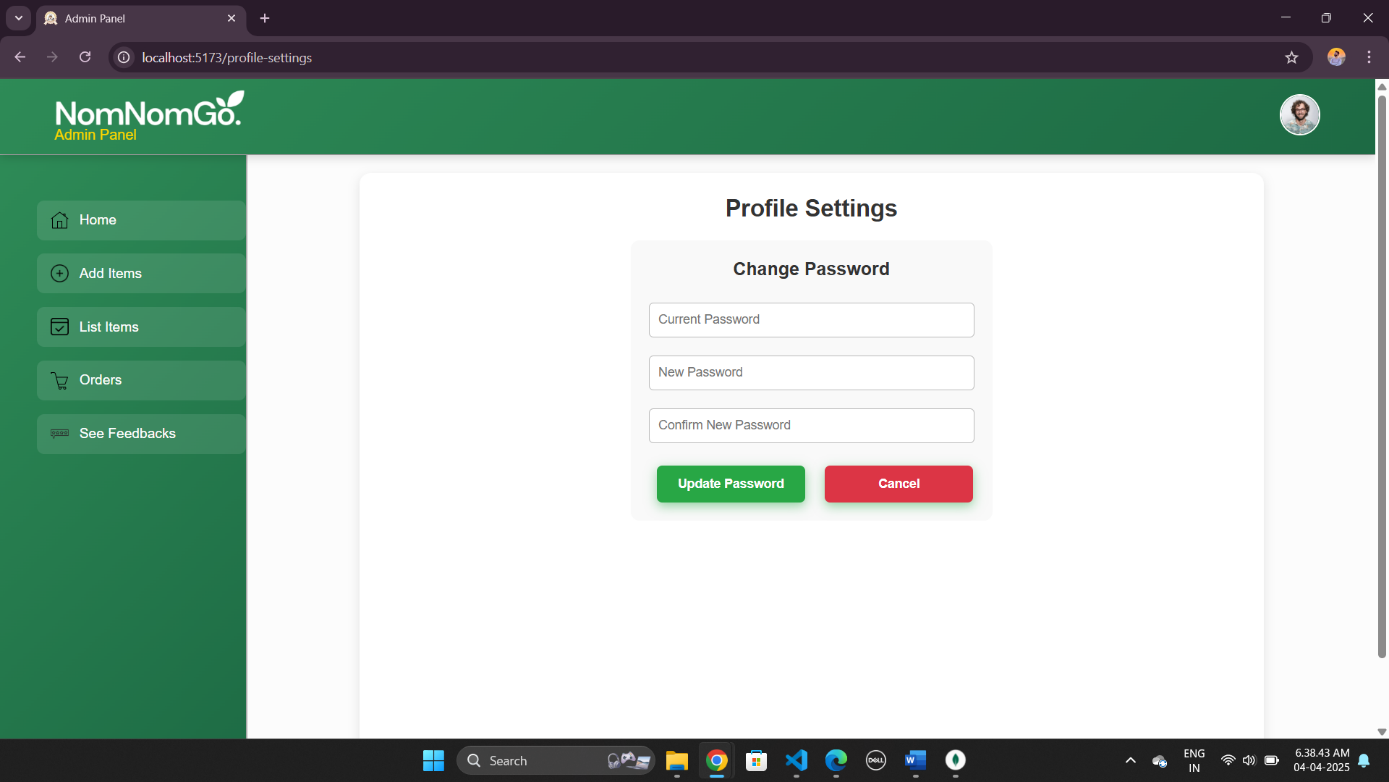 Admin Panel
localhost:5173/profile-settings
NomNomGo.
Admin Panel
Home
Add Items
List Items
Orders
See Feedbacks
Profile Settings
Change Password
Current Password
New Password
Confirm New Password
Update Password
Cancel
Search
DELL
W
ENG
IN
6.38.43 AM
04-04-2025